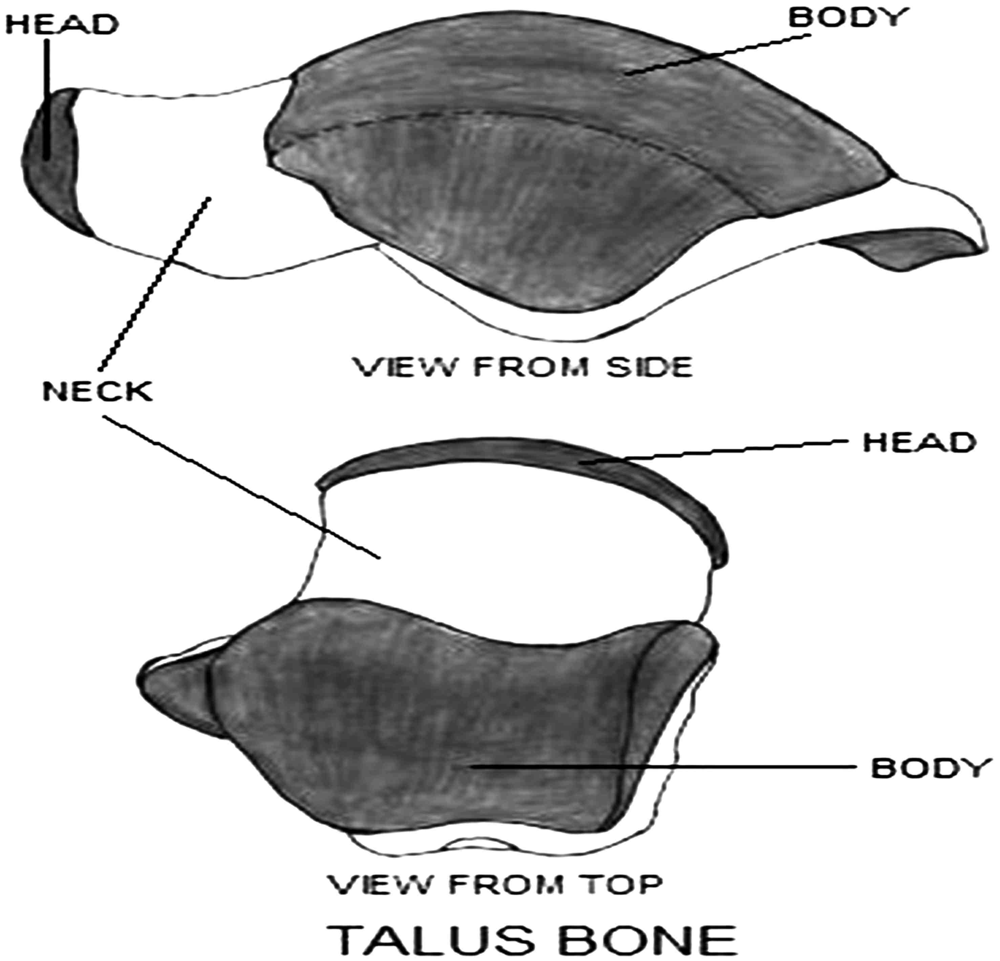 HEAD
BODY
VIEW FROM SIDE
NECK
HEAD
BODY
VIEW FROM TOP
TALUS BONE